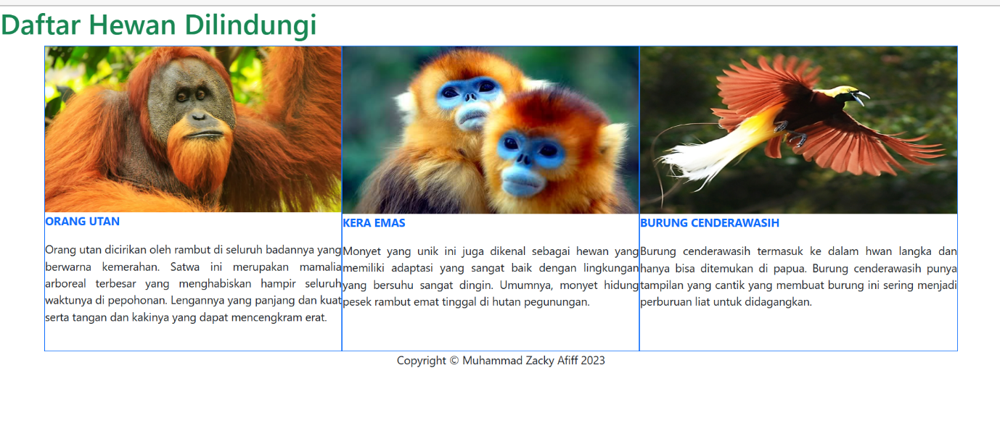 Daftar Hewan Dilindungi
ORANG UTAN
Orang utan dicirikan oleh rambut di seluruh badannya yang
berwarna kemerahan. Satwa ini merupakan mamalia
arboreal terbesar yang menghabiskan hampir seluruh
waktunya di pepohonan. Lengannya yang panjang dan kuat
serta tangan dan kakinya yang dapat mencengkram erat.
KERA EMAS
Monyet yang unik ini juga dikenal sebagai hewan yang
memiliki adaptasi yang sangat baik dengan lingkungan
yang bersuhu sangat dingin. Umumnya, monyet hidung
pesek rambut emat tinggal di hutan pegunungan.
BURUNG CENDERAWASIH
Burung cenderawasih termasuk ke dalam hwan langka dan
hanya bisa ditemukan di papua. Burung cenderawasih punya
tampilan yang cantik yang membuat burung ini sering menjadi
perburuan liat untuk didagangkan.
Copyright © Muhammad Zacky Afiff 2023